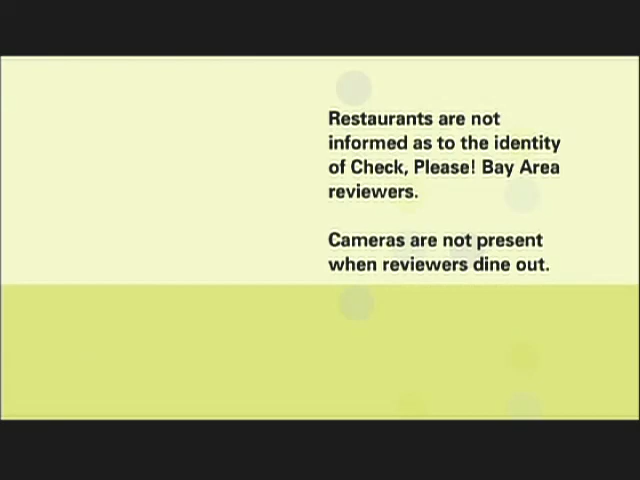 Restaurants are not
informed as to the identity
of Check, Please! Bay Area
reviewers.
Cameras are not present
when reviewers dine out.